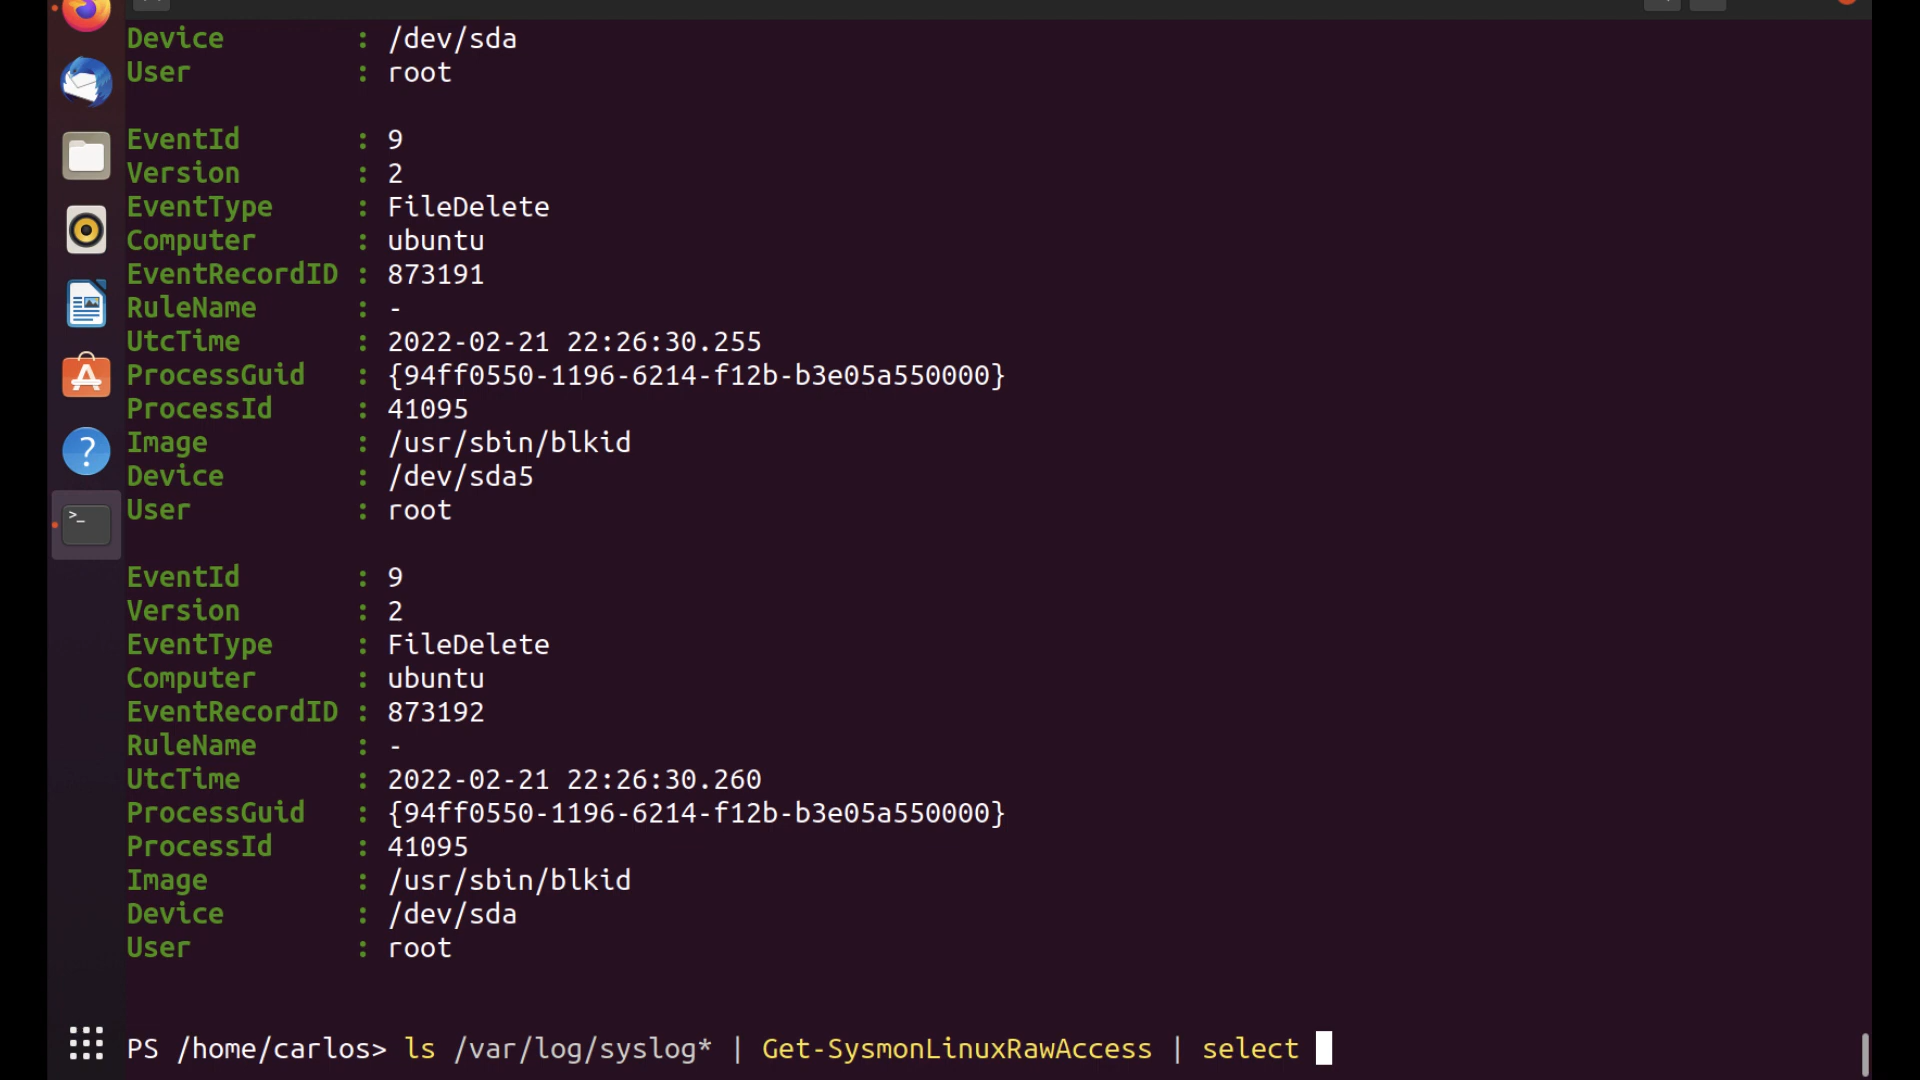 Device : /dev/sda
User : root
EventId : 9
Version : 2
EventType : FileDelete
Computer : ubuntu
EventRecordID : 873191
RuleName : -
UtcTime : 2022-02-21 22:26:30.255
ProcessGuid : {94ff0550-1196-6214-f12b-b3e05a550000}
ProcessId : 41095
Image : /usr/sbin/blkid
Device : /dev/sda5
User : root
EventId : 9
Version : 2
EventType : FileDelete
Computer : ubuntu
EventRecordID : 873192
RuleName : -
UtcTime : 2022-02-21 22:26:30.260
ProcessGuid : {94ff0550-1196-6214-f12b-b3e05a550000}
ProcessId : 41095
Image : /usr/sbin/blkid
Device : /dev/sda
User : root
PS /home/carlos> ls /var/log/syslog* | Get-SysmonLinuxRawAccess | select